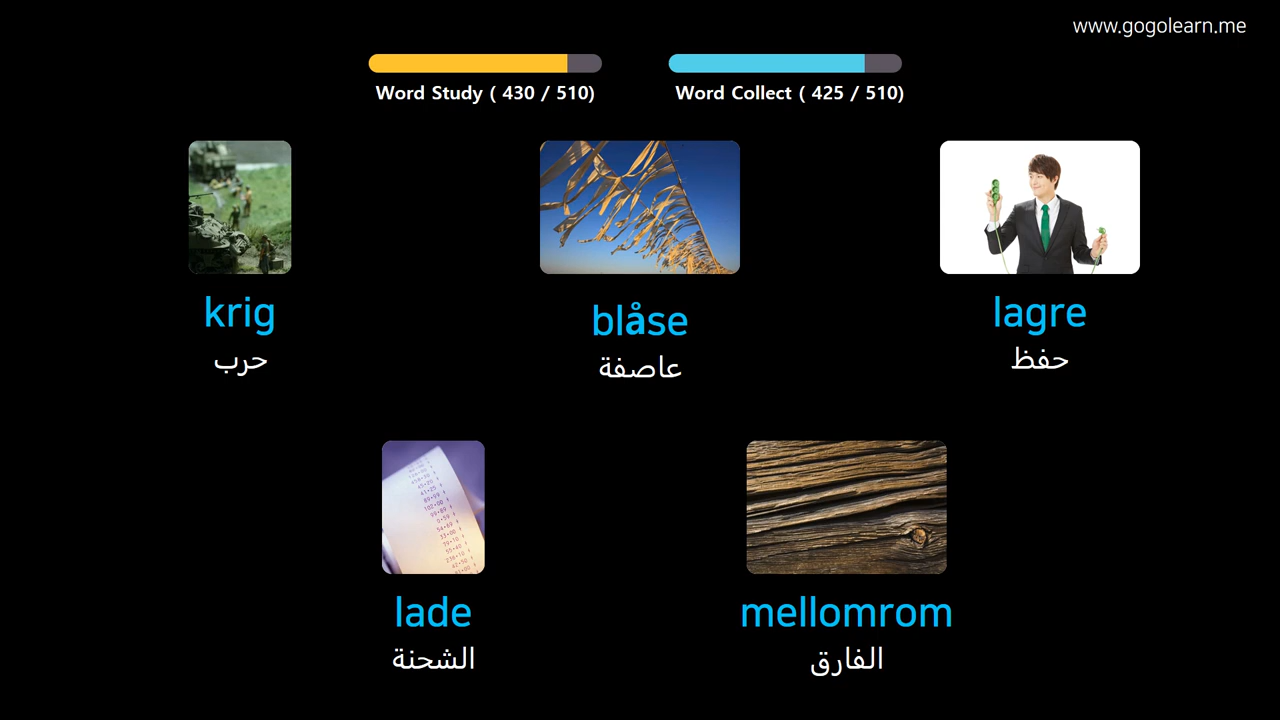 www.gogolearn.me
Word Study ( 430 / 510)
Word Collect ( 425 / 510)
krig
حرب
blåse
عاصفة
lagre
حفظ
lade
الشحنة
mellomrom
الفارق